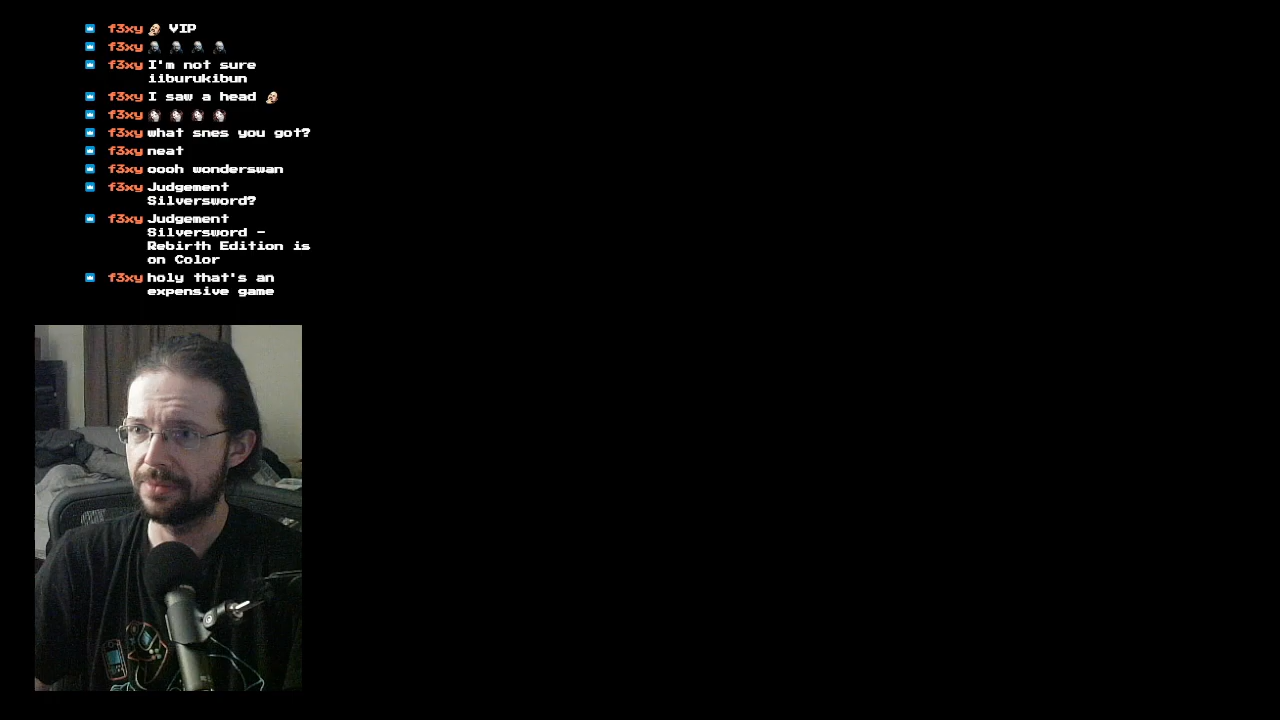 f3xy VIP
f3xy
f3xy I'm not sure
iiburukibun
f3xy I saw a head
f3xy
f3xy what snes you got?
f3xy neat
f3xy oooh wonderswan
f3xy Judgement
Silversword?
f3xy Judgement
Silversword -
Rebirth Edition is
on Color
f3xy holy that's an
expensive game